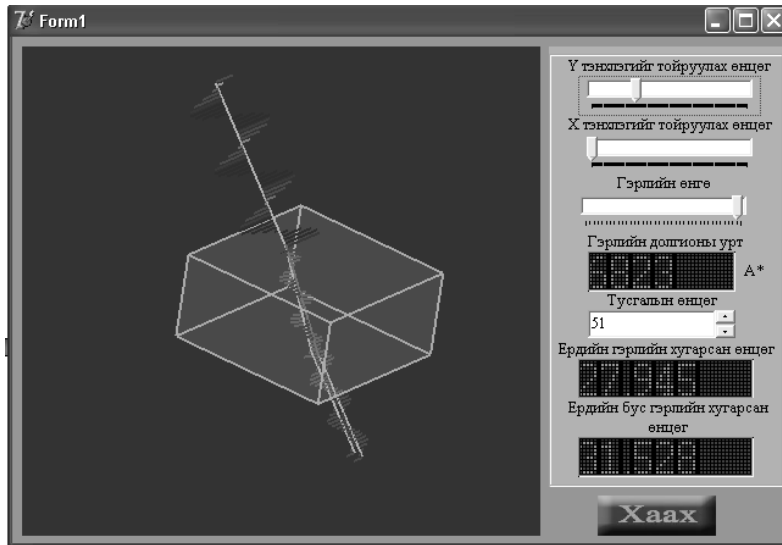 Form1
Y тэнхлэгийг тойруулах өнцөг
X тэнхлэгийг тойруулах өнцөг
Гэрлийн өнгө
Гэрлийн долгионы урт
A*
Тусгалын өнцөг
51
Ердийн гэрлийн хугарсан өнцөг
Ердийн бус гэрлийн хугарсан
өнцөг
Хаах